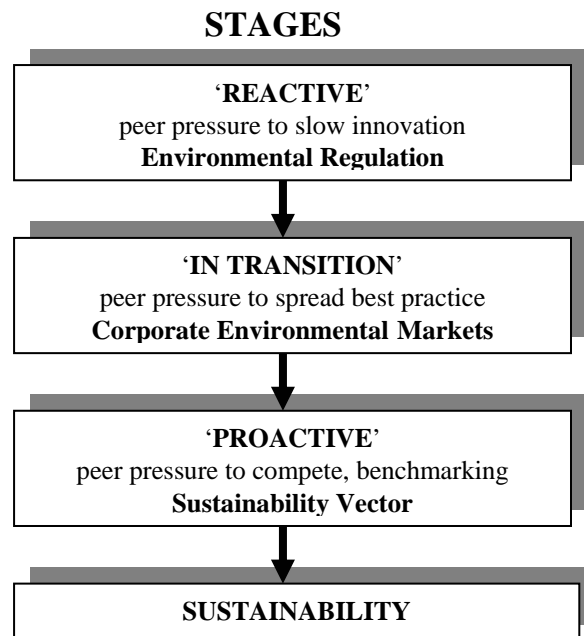 STAGES
‘REACTIVE’
peer pressure to slow innovation
Environmental Regulation
‘IN TRANSITION’
peer pressure to spread best practice
Corporate Environmental Markets
‘PROACTIVE’
peer pressure to compete, benchmarking
Sustainability Vector
SUSTAINABILITY